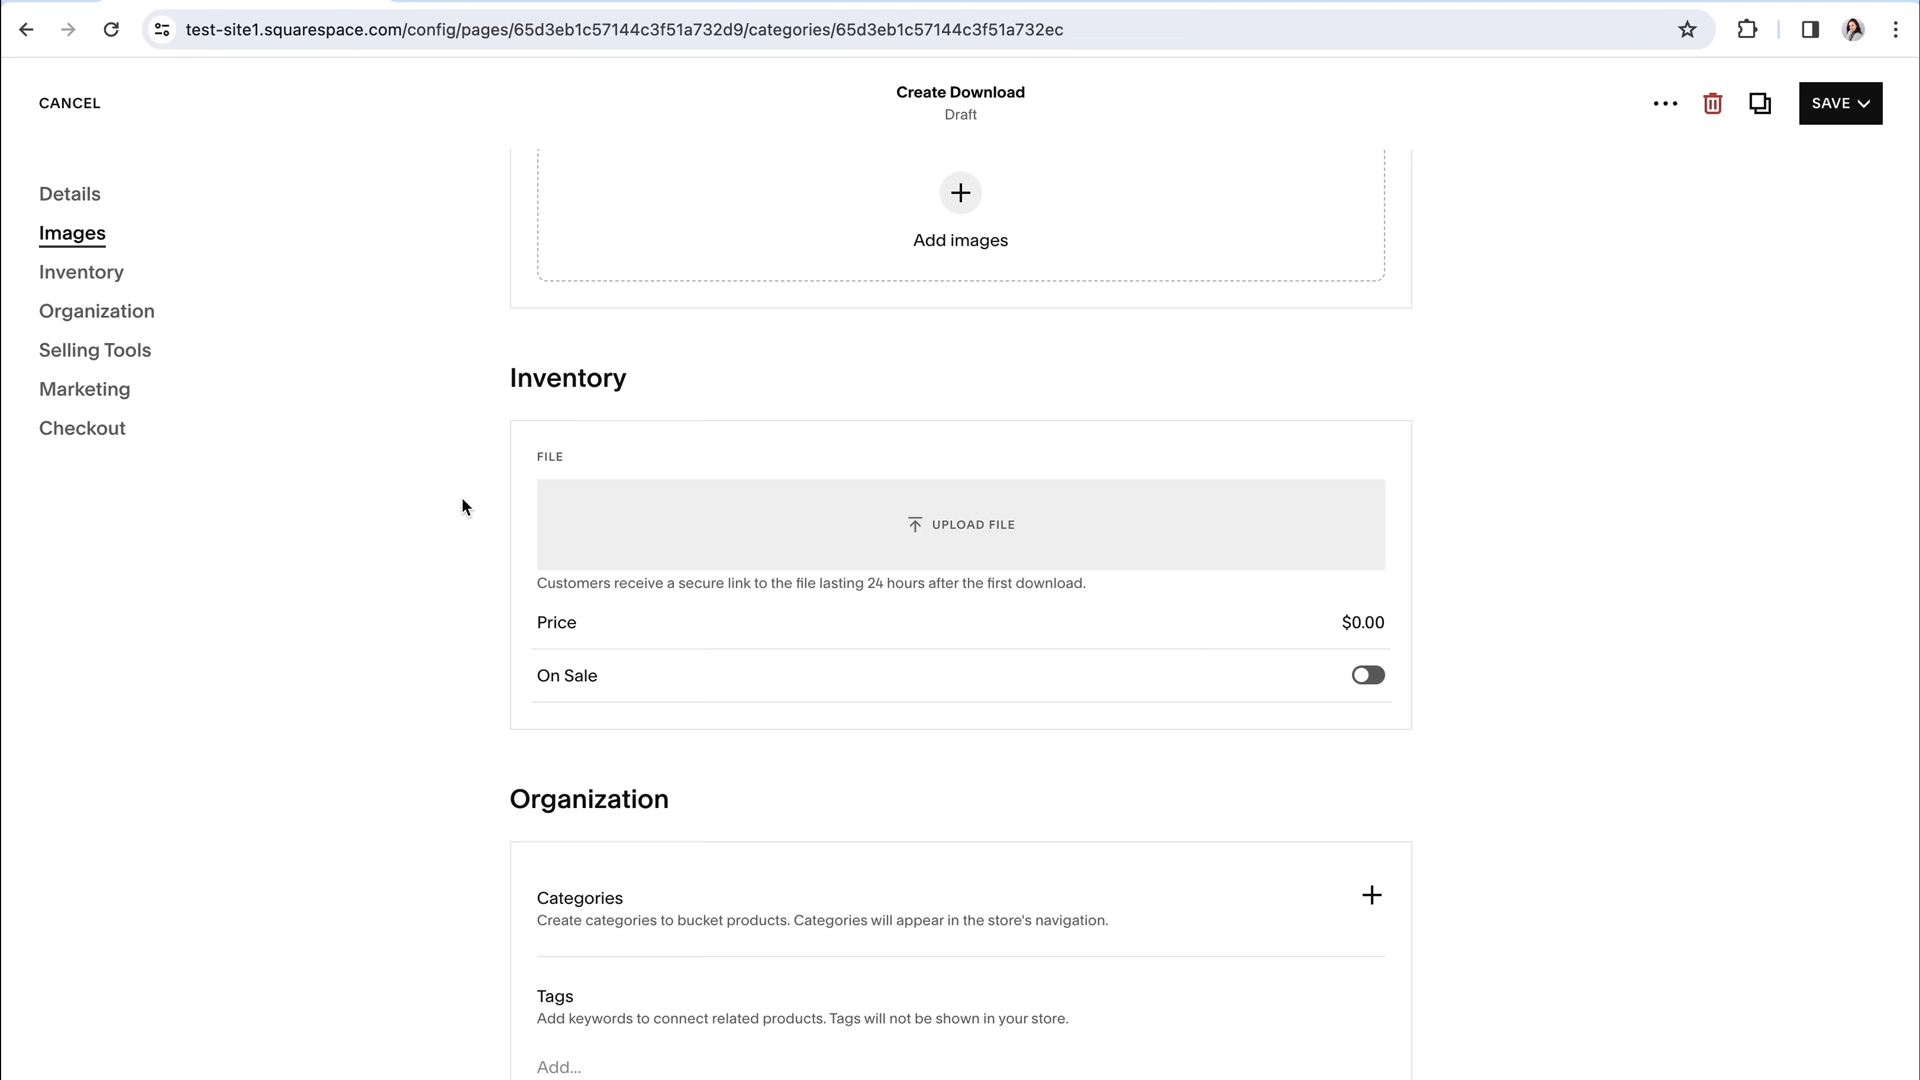 test-site1.squarespace.com/config/pages/65d3eb1c57144c3f51a732d9/categories/65d3eb1c57144c3f51a732ec
CANCEL
Create Download
Draft
SAVE
Details
Images
Inventory
Organization
Selling Tools
Marketing
Checkout
Add images
Inventory
FILE
UPLOAD FILE
Customers receive a secure link to the file lasting 24 hours after the first download.
Price $0.00
On Sale
Organization
Categories
Create categories to bucket products. Categories will appear in the store's navigation.
Tags
Add keywords to connect related products. Tags will not be shown in your store.
Add...